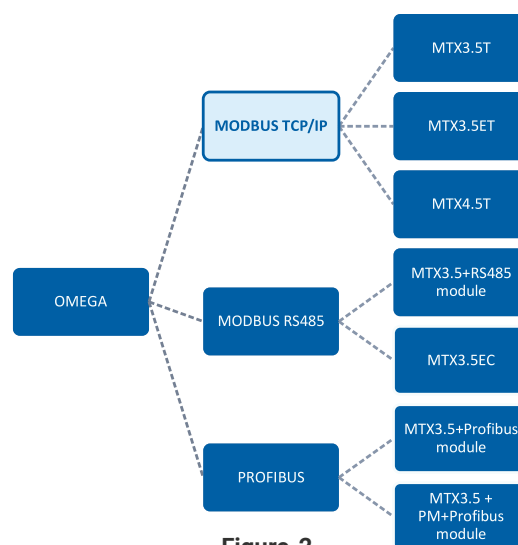 MTX3.5T
MODBUS TCP/IP
MTX3.5ET
MTX4.5T
OMEGA
MODBUS RS485
MTX3.5+RS485
module
MTX3.5EC
PROFIBUS
MTX3.5+Profibus
module
MTX3.5 +
PM+Profibus
module